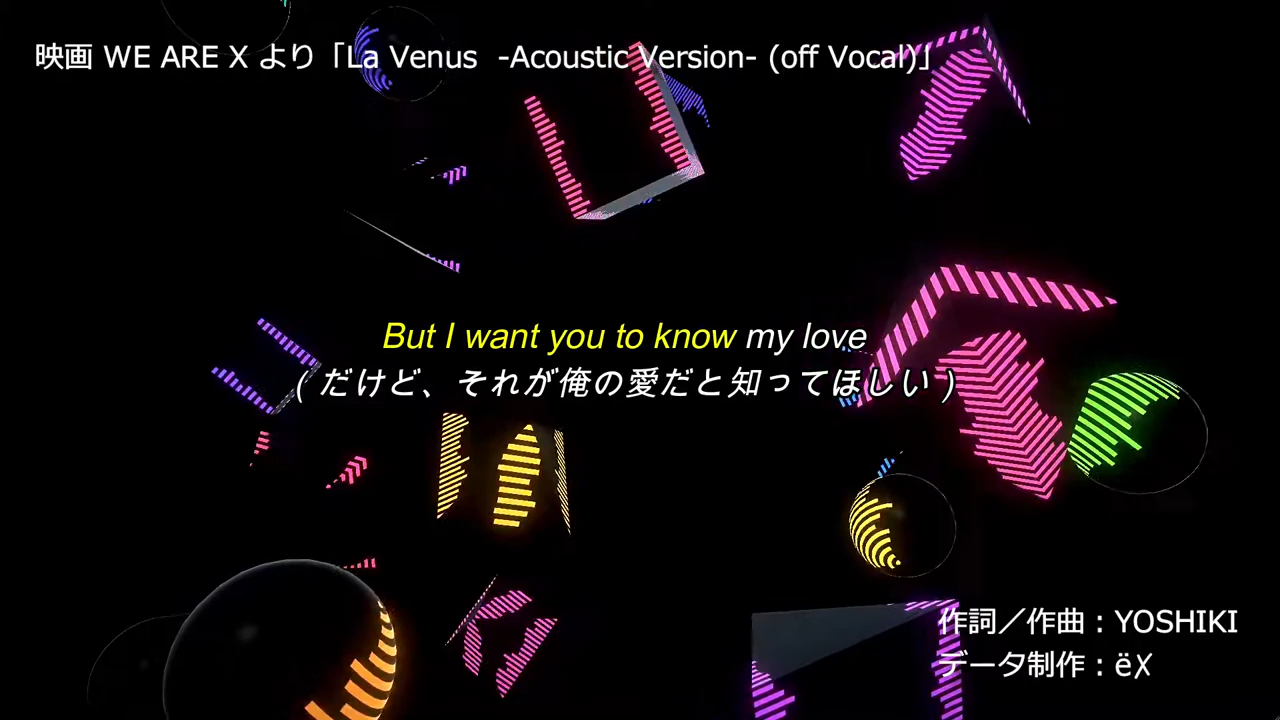 映画 WE ARE X より「La Venus -Acoustic Version- (off Vocal)」
But I want you to know my love
( だけど、それが俺の愛だと知ってほしい )
作詞／作曲：YOSHIKI
データ制作：ëX